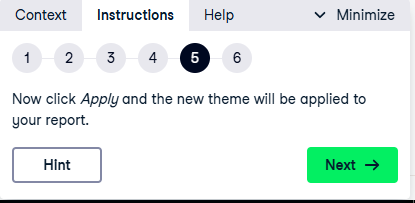 Context Instructions Help Minimize
1 2 3 4 5 6
Now click Apply and the new theme will be applied to
your report.
Hint Next →